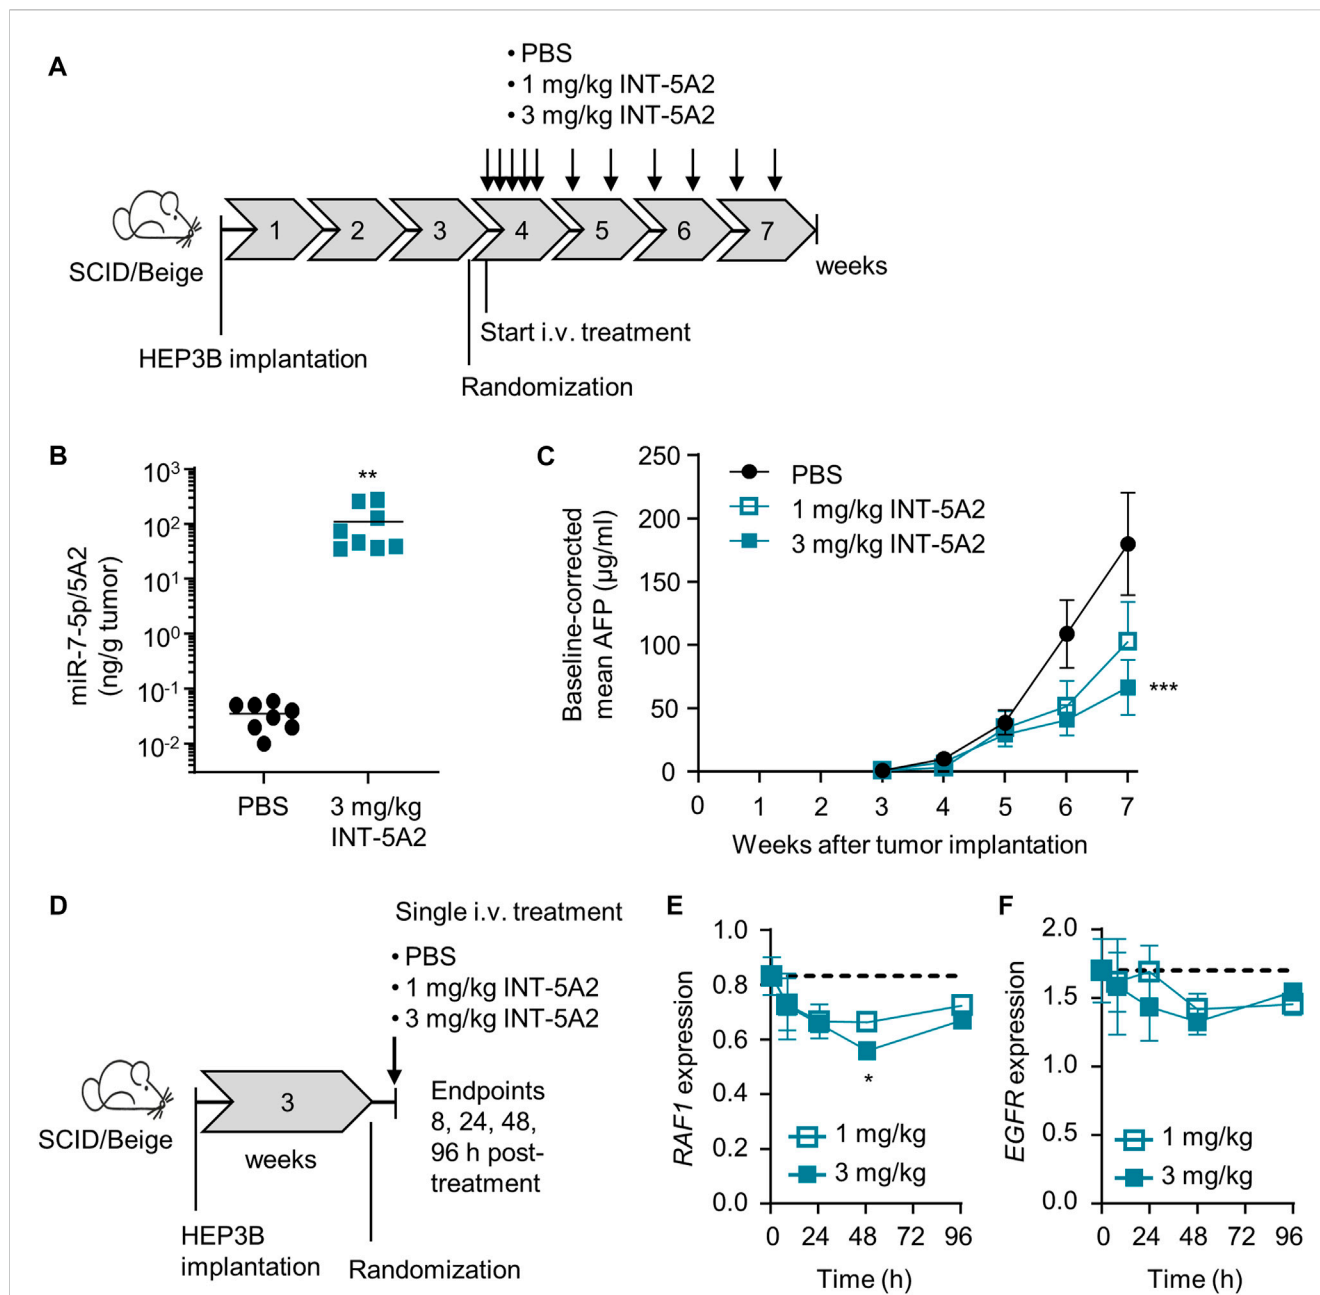 A
• PBS
• 1 mg/kg INT-5A2
• 3 mg/kg INT-5A2
1 2 3 4 5 6 7
SCID/Beige
weeks
Start i.v. treatment
HEP3B implantation
Randomization
B
miR-7-5p/5A2
(ng/g tumor)
10³
10²
10¹
10⁰
10⁻¹
10⁻²
**
PBS
3 mg/kg
INT-5A2
C
Baseline-corrected
mean AFP (µg/ml)
250
200
150
100
50
0
PBS
1 mg/kg INT-5A2
3 mg/kg INT-5A2
***
0 1 2 3 4 5 6 7
Weeks after tumor implantation
D
Single i.v. treatment
• PBS
• 1 mg/kg INT-5A2
• 3 mg/kg INT-5A2
3
SCID/Beige
weeks
Endpoints
8, 24, 48,
96 h post-
treatment
HEP3B
implantation
Randomization
E
RAF1 expression
1.0
0.8
0.6
0.4
0.2
0.0
*
1 mg/kg
3 mg/kg
0 24 48 72 96
Time (h)
F
EGFR expression
2.0
1.5
1.0
0.5
0.0
1 mg/kg
3 mg/kg
0 24 48 72 96
Time (h)